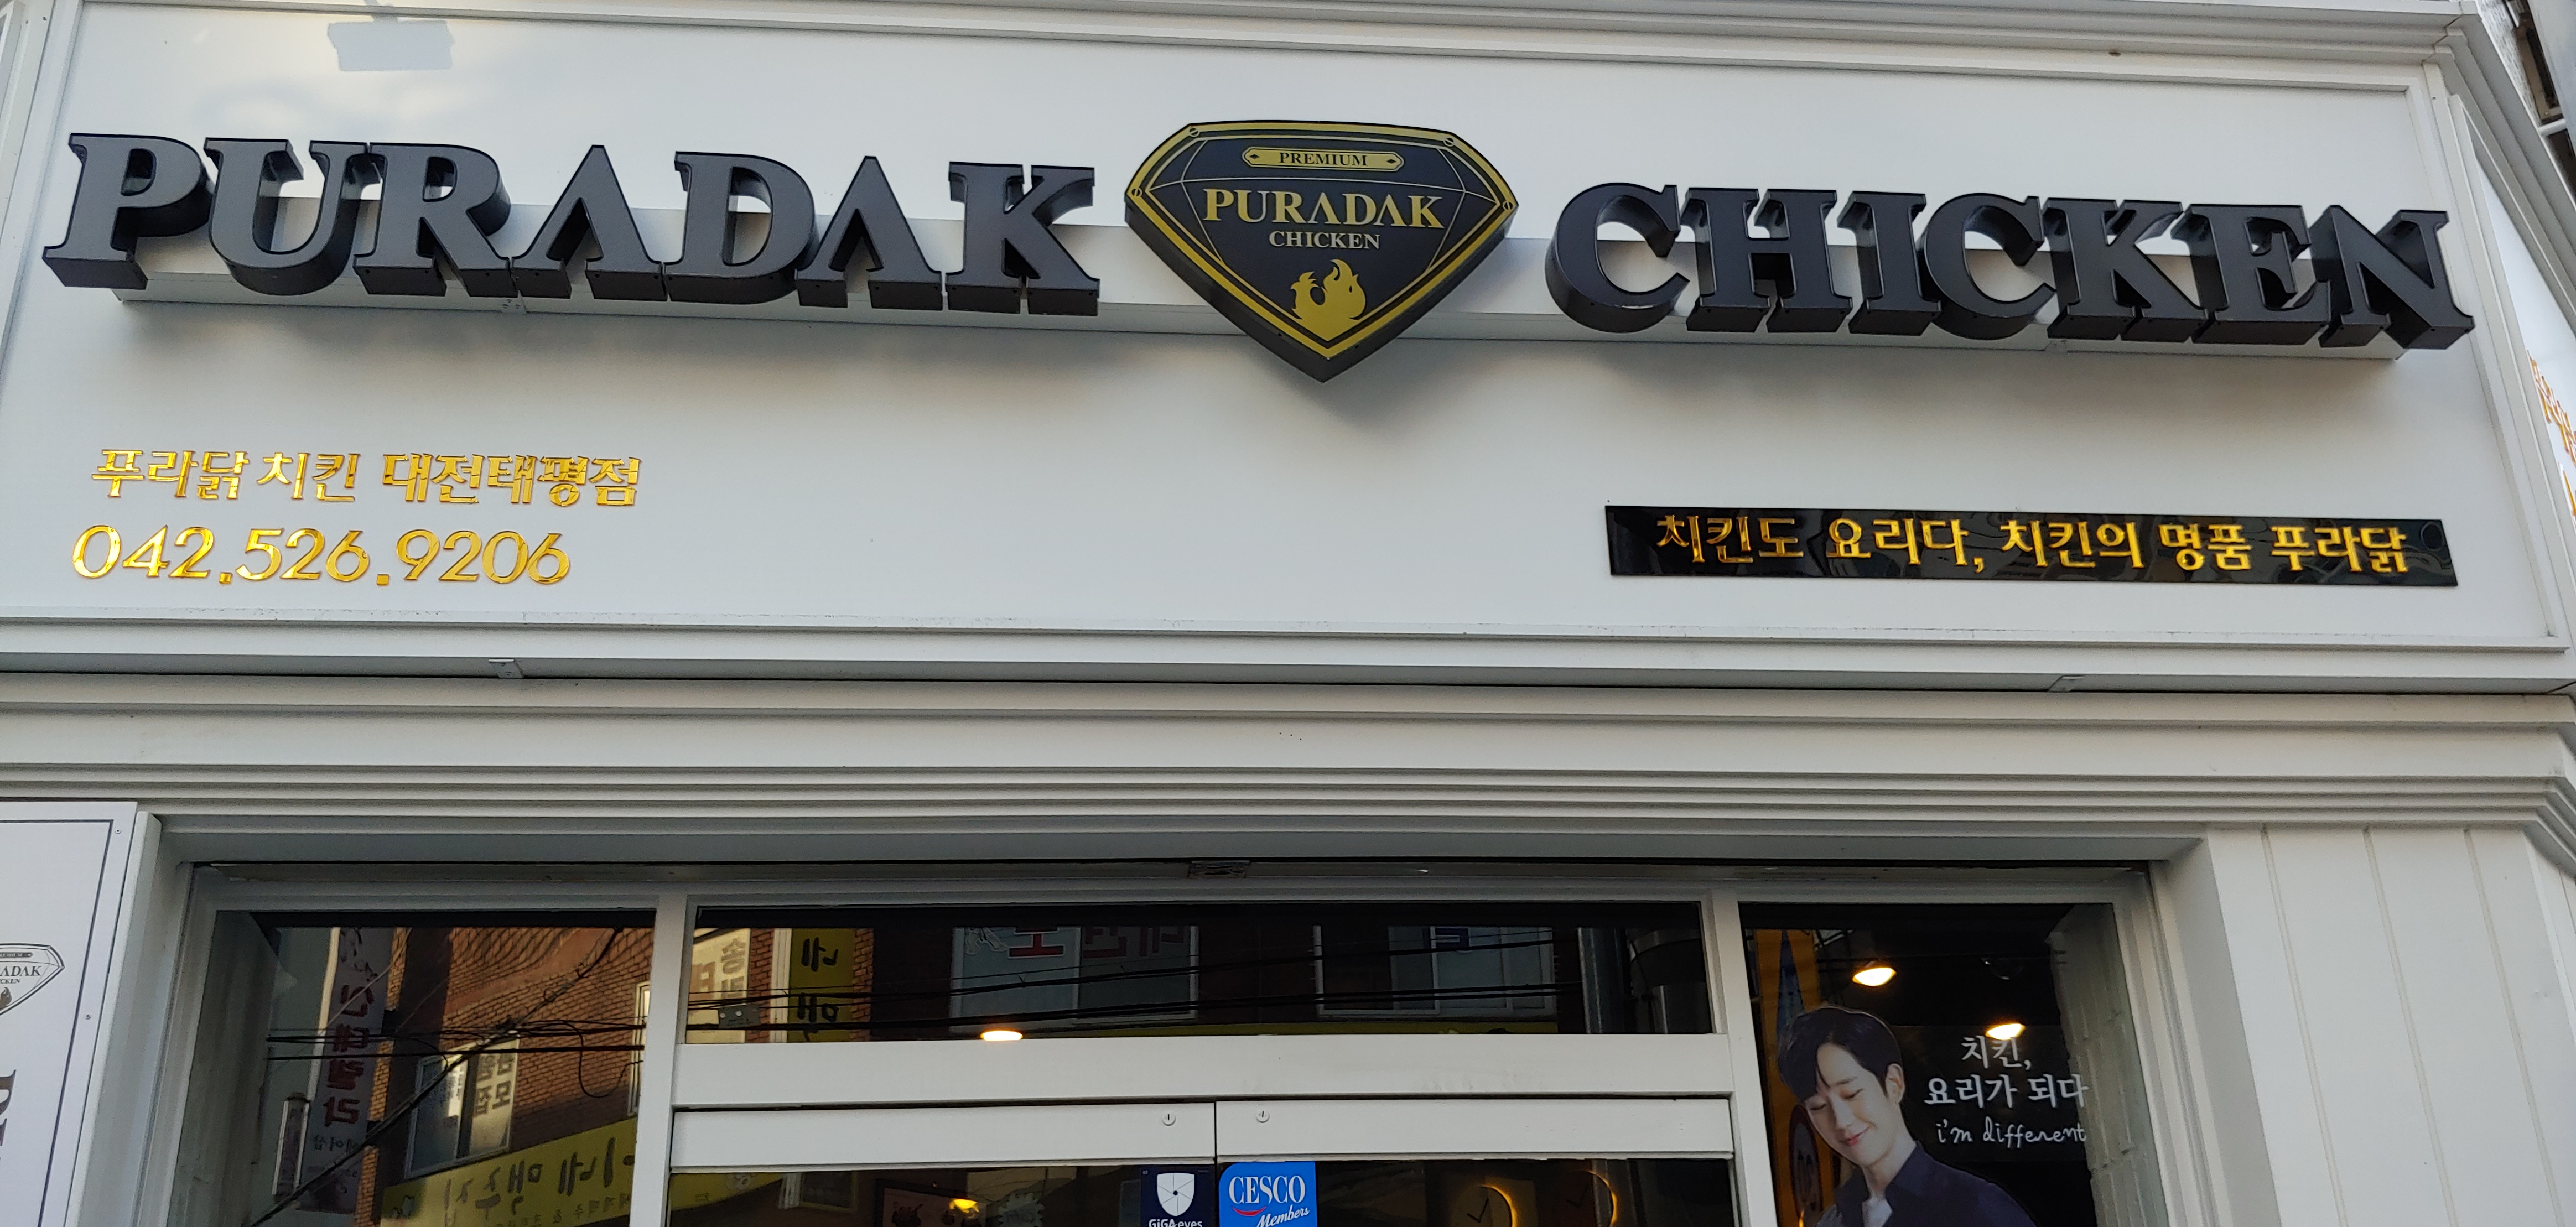 PURADAK
PREMIUM
PURADAK
CHICKEN
CHICKEN
푸라닭 치킨 대전태평점
042.526.9206
치킨도 요리다, 치킨의 명품 푸라닭
치킨,
요리가 되다
i'm different
GiGAeyes
CESCO
Members